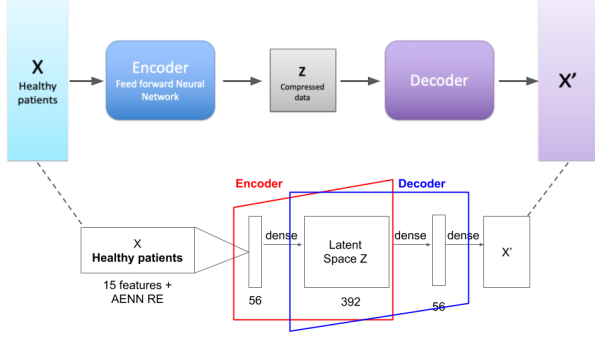 X
Healthy
patients
Encoder
Feed forward Neural
Network
Z
Compressed
data
Decoder
X'
Encoder
Decoder
X
Healthy patients
15 features +
AENN RE
dense
56
Latent
Space Z
392
dense
56
dense
X'